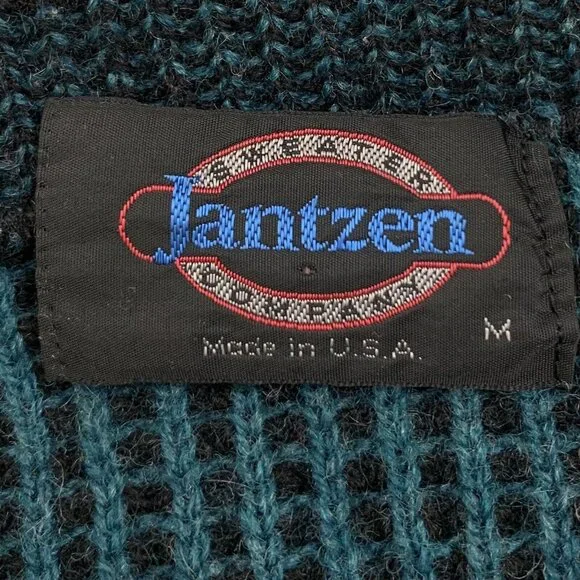 SWEATER
Jantzen
COMPANY
Made in U.S.A.
M